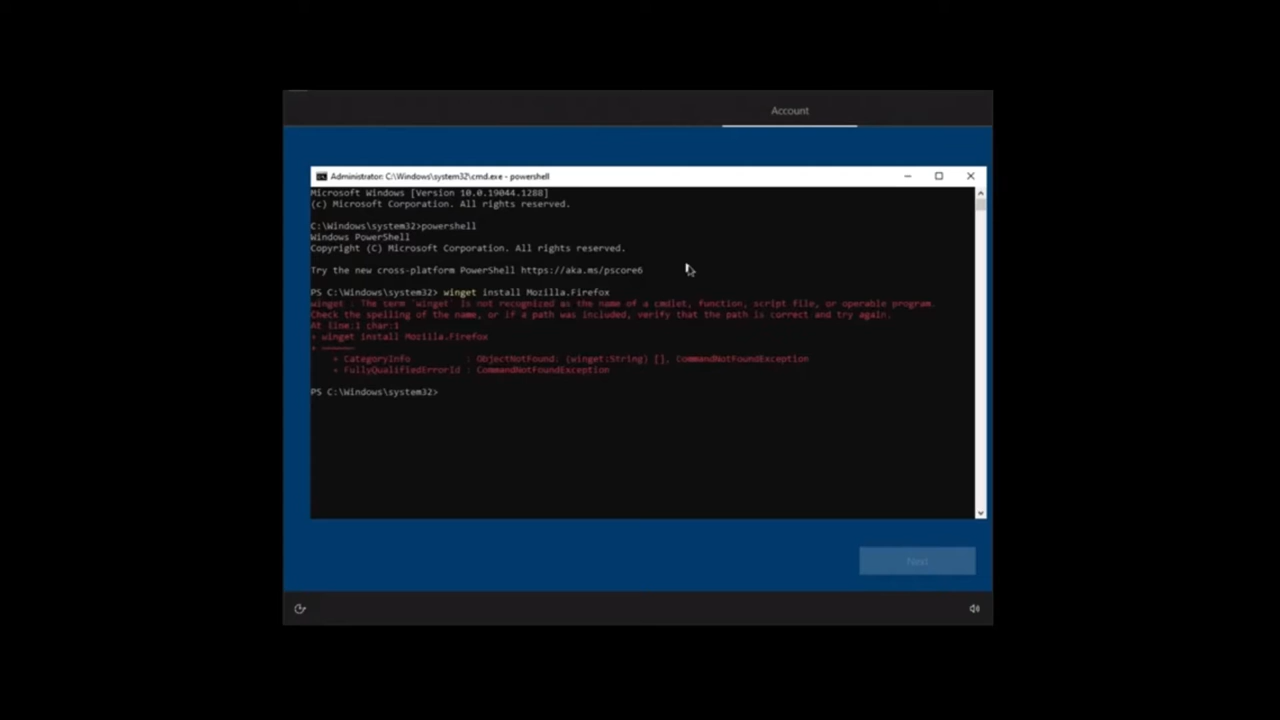 Account
Administrator: C:\Windows\system32\cmd.exe - powershell
Microsoft Windows [Version 10.0.19044.1288]
(c) Microsoft Corporation. All rights reserved.
C:\Windows\system32>powershell
Windows PowerShell
Copyright (C) Microsoft Corporation. All rights reserved.
Try the new cross-platform PowerShell https://aka.ms/pscore6
PS C:\Windows\system32> winget install Mozilla.Firefox
winget : The term 'winget' is not recognized as the name of a cmdlet, function, script file, or operable program.
Check the spelling of the name, or if a path was included, verify that the path is correct and try again.
At line:1 char:1
+ winget install Mozilla.Firefox
+ ~~~~~~
+ CategoryInfo : ObjectNotFound: (winget:String) [], CommandNotFoundException
+ FullyQualifiedErrorId : CommandNotFoundException
PS C:\Windows\system32>
Next